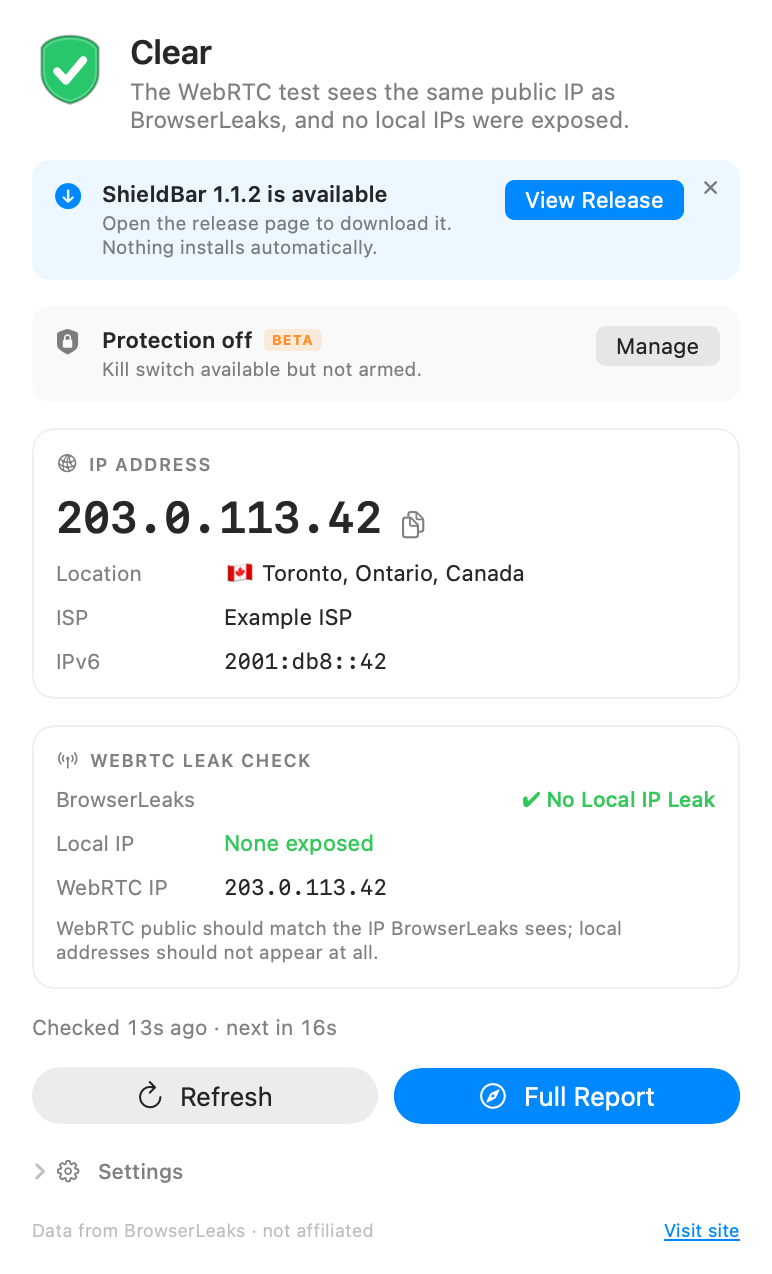 Clear
The WebRTC test sees the same public IP as
BrowserLeaks, and no local IPs were exposed.
ShieldBar 1.1.2 is available
Open the release page to download it.
Nothing installs automatically.
View Release
Protection off BETA
Kill switch available but not armed.
Manage
IP ADDRESS
203.0.113.42
Location 🇨🇦 Toronto, Ontario, Canada
ISP Example ISP
IPv6 2001:db8::42
WEBRTC LEAK CHECK
BrowserLeaks ✔ No Local IP Leak
Local IP None exposed
WebRTC IP 203.0.113.42
WebRTC public should match the IP BrowserLeaks sees; local
addresses should not appear at all.
Checked 13s ago · next in 16s
Refresh Full Report
Settings
Data from BrowserLeaks · not affiliated Visit site